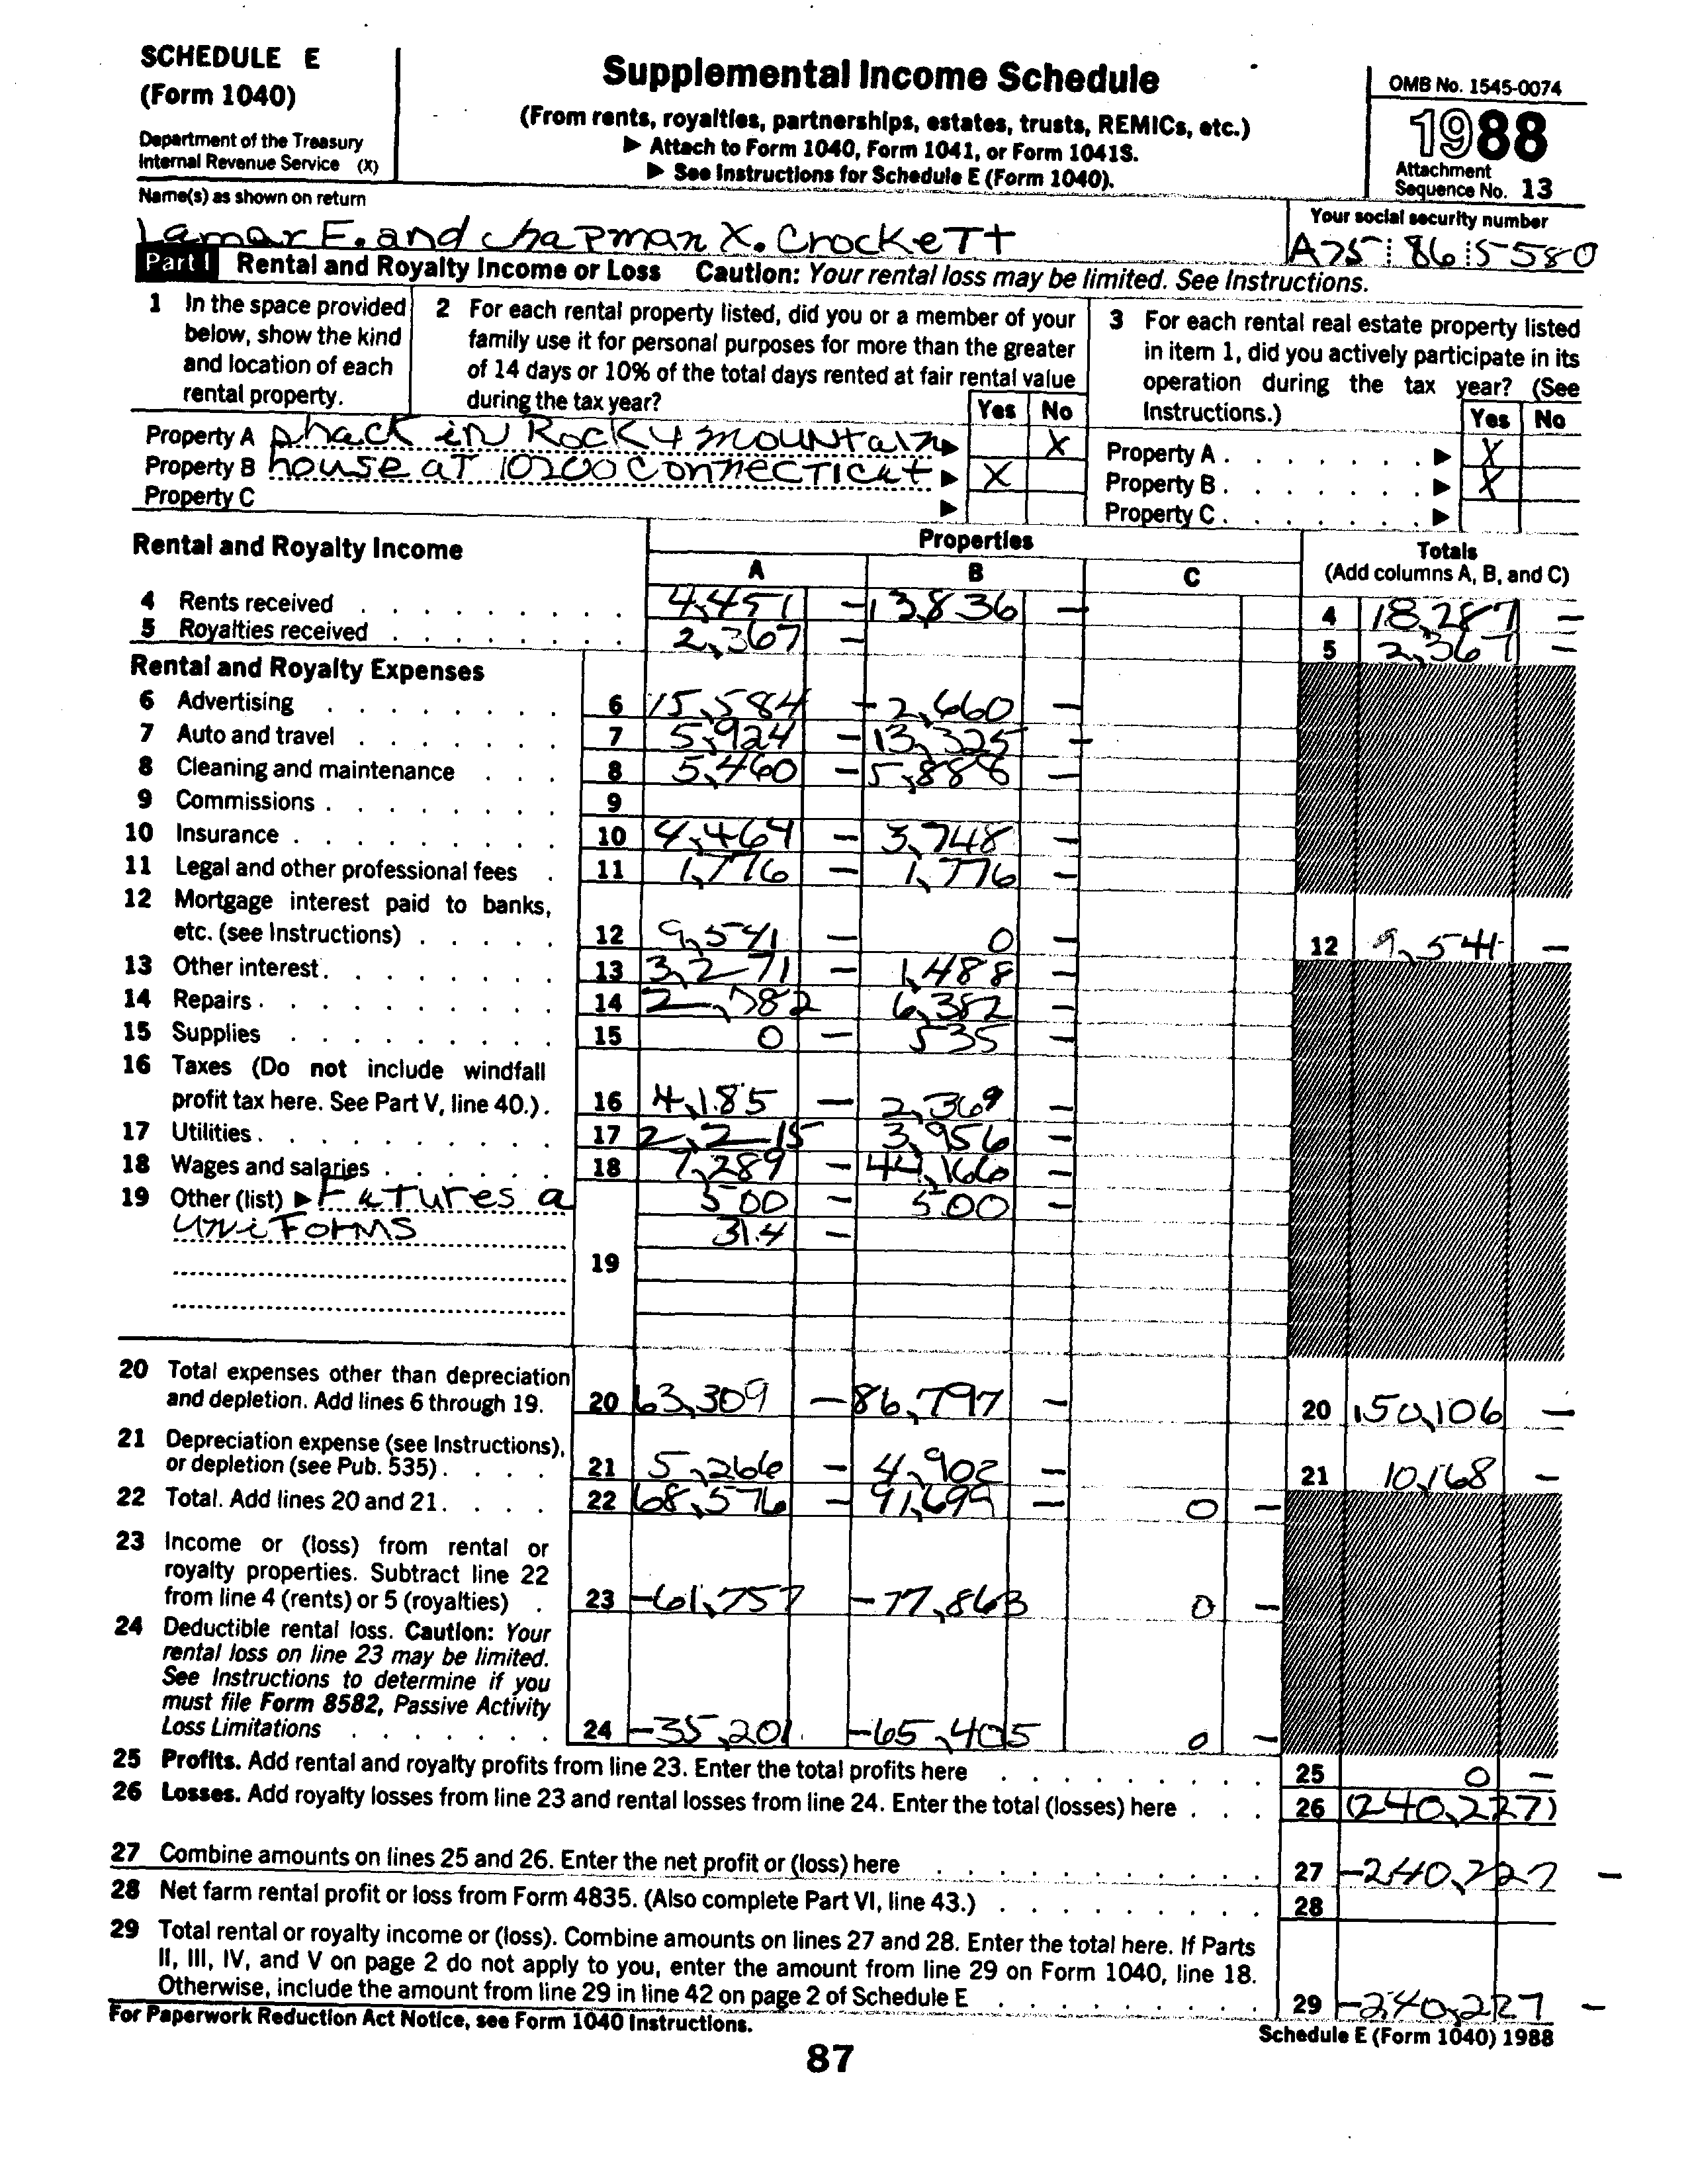 SCHEDULE E
(Form 1040)
Department of the Treasury
Internal Revenue Service (X)
Supplemental Income Schedule
(From rents, royalties, partnerships, estates, trusts, REMICs, etc.)
▶ Attach to Form 1040, Form 1041, or Form 1041S.
▶ See Instructions for Schedule E (Form 1040).
OMB No. 1545-0074
1988
Attachment
Sequence No. 13
Name(s) as shown on return
Lamar E. and Chapman X. Crockett
Your social security number
A75 86 5580
Part I Rental and Royalty Income or Loss Caution: Your rental loss may be limited. See Instructions.
1 In the space provided below, show the kind and location of each rental property.
2 For each rental property listed, did you or a member of your family use it for personal purposes for more than the greater of 14 days or 10% of the total days rented at fair rental value during the tax year?
Yes No
3 For each rental real estate property listed in item 1, did you actively participate in its operation during the tax year? (See Instructions.)
Yes No
Property A shack in Rocky mountain ▶ X
Property A ▶ X
Property B house at 10200 Connecticut ▶ X
Property B ▶ X
Property C ▶
Property C ▶
Rental and Royalty Income
Properties
A B C
Totals
(Add columns A, B, and C)
4 Rents received 4,451 – 13,836 – 4 18,287 –
5 Royalties received 2,367 – 5 2,367 –
Rental and Royalty Expenses
6 Advertising 6 15,584 – 2,660 –
7 Auto and travel 7 5,924 – 13,325 –
8 Cleaning and maintenance 8 5,460 – 5,888 –
9 Commissions 9
10 Insurance 10 4,464 – 3,748 –
11 Legal and other professional fees 11 1,776 – 1,776 –
12 Mortgage interest paid to banks,
etc. (see Instructions) 12 9,541 – 0 – 12 9,541 –
13 Other interest 13 3,271 – 1,488 –
14 Repairs 14 2,782 6,382 –
15 Supplies 15 0 – 535 –
16 Taxes (Do not include windfall
profit tax here. See Part V, line 40.) 16 4,185 – 2,369 –
17 Utilities 17 2,215 3,956 –
18 Wages and salaries 18 7,289 – 44,166 –
19 Other (list) ▶ a 500 – 500 –
Uniforms 314 –
19
20 Total expenses other than depreciation
and depletion. Add lines 6 through 19. 20 63,309 – 86,797 – 20 150,106 –
21 Depreciation expense (see Instructions),
or depletion (see Pub. 535) 21 5,266 – 4,902 – 21 10,168 –
22 Total. Add lines 20 and 21 22 68,576 – 91,699 – 0 –
23 Income or (loss) from rental or
royalty properties. Subtract line 22
from line 4 (rents) or 5 (royalties) 23 -61,757 -77,863 0 –
24 Deductible rental loss. Caution: Your
rental loss on line 23 may be limited.
See Instructions to determine if you
must file Form 8582, Passive Activity
Loss Limitations 24 -35,201 -65,405 0 –
25 Profits. Add rental and royalty profits from line 23. Enter the total profits here 25 0 –
26 Losses. Add royalty losses from line 23 and rental losses from line 24. Enter the total (losses) here 26 (240,227)
27 Combine amounts on lines 25 and 26. Enter the net profit or (loss) here 27 -240,227 –
28 Net farm rental profit or loss from Form 4835. (Also complete Part VI, line 43.) 28
29 Total rental or royalty income or (loss). Combine amounts on lines 27 and 28. Enter the total here. If Parts
II, III, IV, and V on page 2 do not apply to you, enter the amount from line 29 on Form 1040, line 18.
Otherwise, include the amount from line 29 in line 42 on page 2 of Schedule E 29 -240,227 –
For Paperwork Reduction Act Notice, see Form 1040 Instructions.
Schedule E (Form 1040) 1988
87